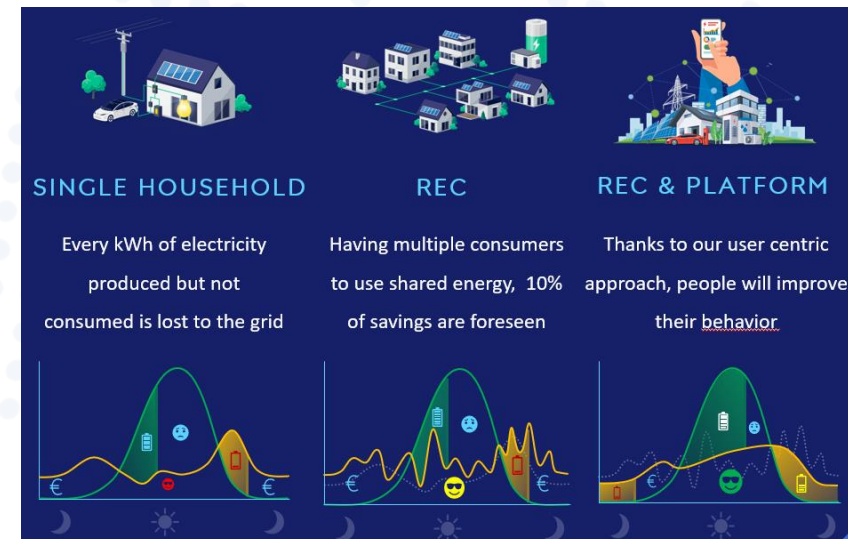 SINGLE HOUSEHOLD
Every kWh of electricity
produced but not
consumed is lost to the grid
€
€
REC
Having multiple consumers
to use shared energy, 10%
of savings are foreseen
€
€
REC & PLATFORM
Thanks to our user centric
approach, people will improve
their behavior
€